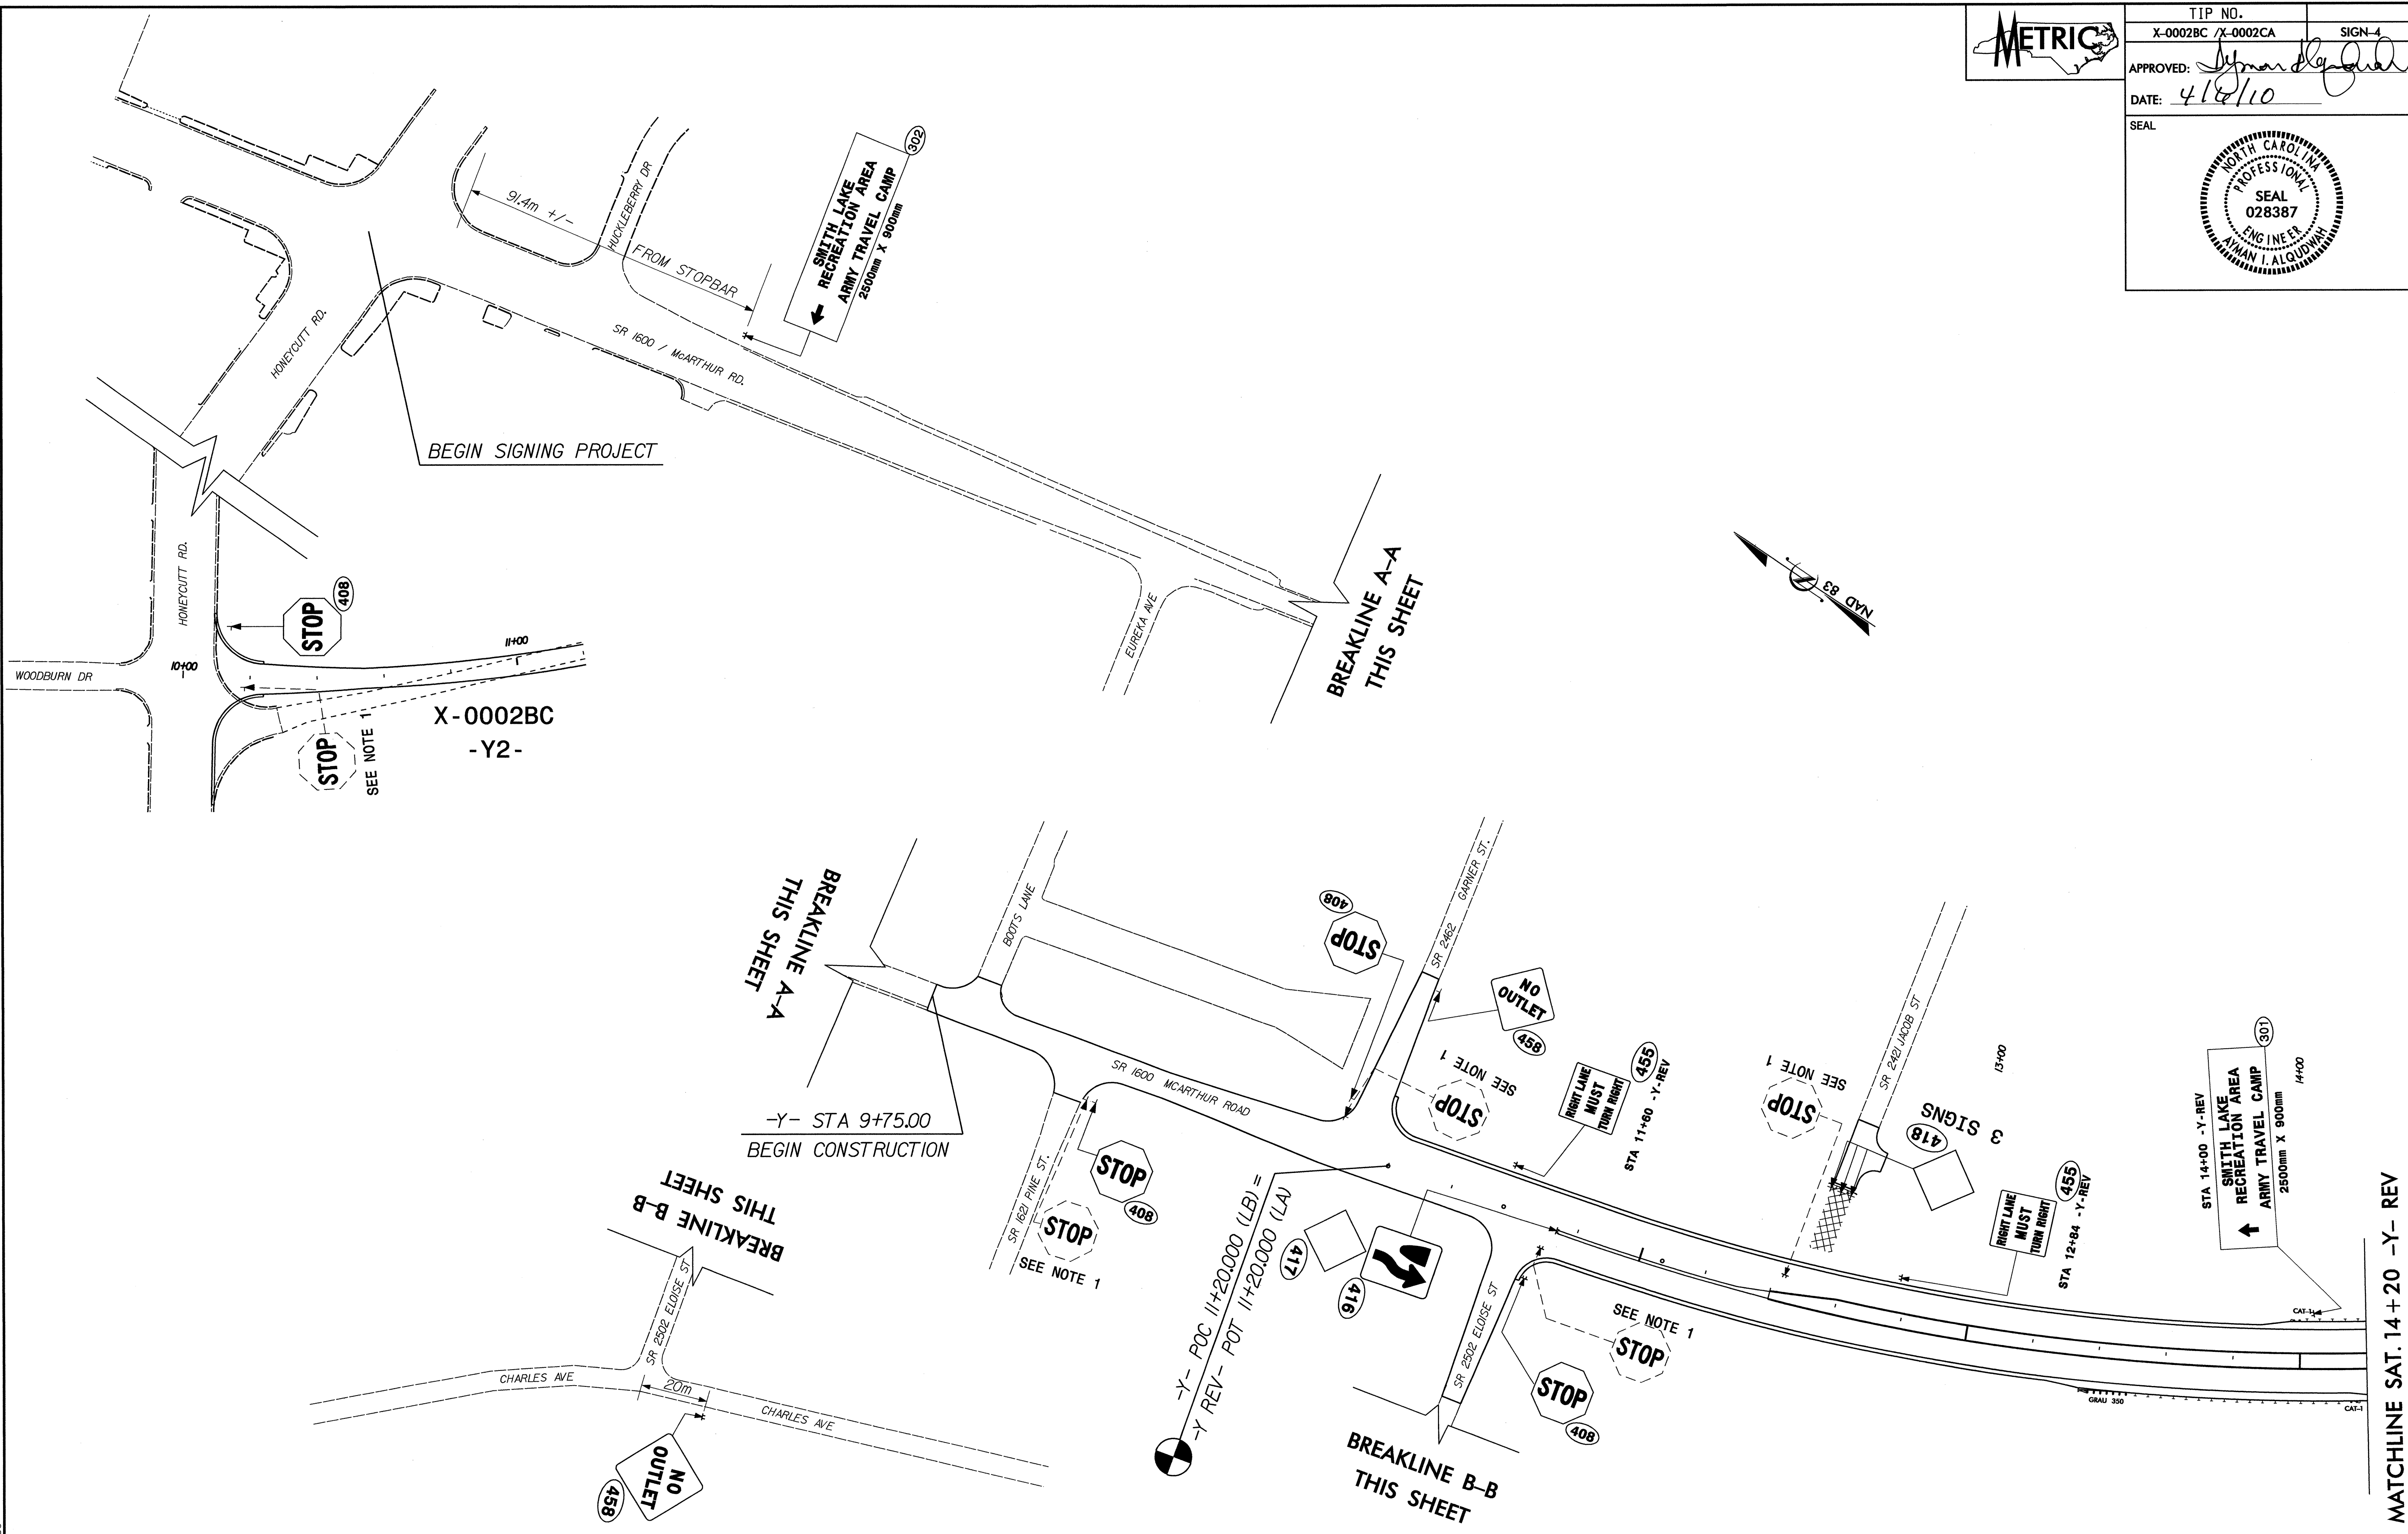 METRIC
TIP NO.
X-0002BC /X-0002CA
SIGN-4
APPROVED:
DATE: 4/6/10
SEAL
NORTH CAROLINA
PROFESSIONAL
SEAL
028387
ENGINEER
AYMAN I. ALQUDWAH
302
SMITH LAKE
RECREATION AREA
ARMY TRAVEL CAMP
2500mm X 900mm
91.4m +/-
FROM STOPBAR
HUCKLEBERRY DR
HONEYCUTT RD.
SR 1600 / McARTHUR RD.
BEGIN SIGNING PROJECT
BREAKLINE A-A
THIS SHEET
EUREKA AVE
NAD 83
HONEYCUTT RD.
STOP
408
WOODBURN DR
10+00
11+00
STOP
SEE NOTE 1
X-0002BC
-Y2-
BREAKLINE A-A
THIS SHEET
BOOTS LANE
408
STOP
SR 2462 GARNER ST.
NO
OUTLET
458
SEE NOTE 1
STOP
RIGHT LANE
MUST
TURN RIGHT
455
STA 11+60 -Y-REV
SEE NOTE 1
STOP
SR 2421 JACOB ST
3 SIGNS
418
13+00
RIGHT LANE
MUST
TURN RIGHT
455
STA 12+84 -Y-REV
STA 14+00 -Y-REV
SMITH LAKE
RECREATION AREA
ARMY TRAVEL CAMP
2500mm X 900mm
301
14+00
SR 1600 MCARTHUR ROAD
-Y- STA 9+75.00
BEGIN CONSTRUCTION
SR 1621 PINE ST.
STOP
408
STOP
SEE NOTE 1
BREAKLINE B-B
THIS SHEET
SR 2502 ELOISE ST
CHARLES AVE
20m
CHARLES AVE
NO
OUTLET
458
-Y- POC 11+20.000 (LB) =
-Y REV- POT 11+20.000 (LA)
417
416
SR 2502 ELOISE ST
SEE NOTE 1
STOP
STOP
408
BREAKLINE B-B
THIS SHEET
CAT-1
GRAU 350
CAT-1
MATCHLINE SAT. 14+20 -Y- REV